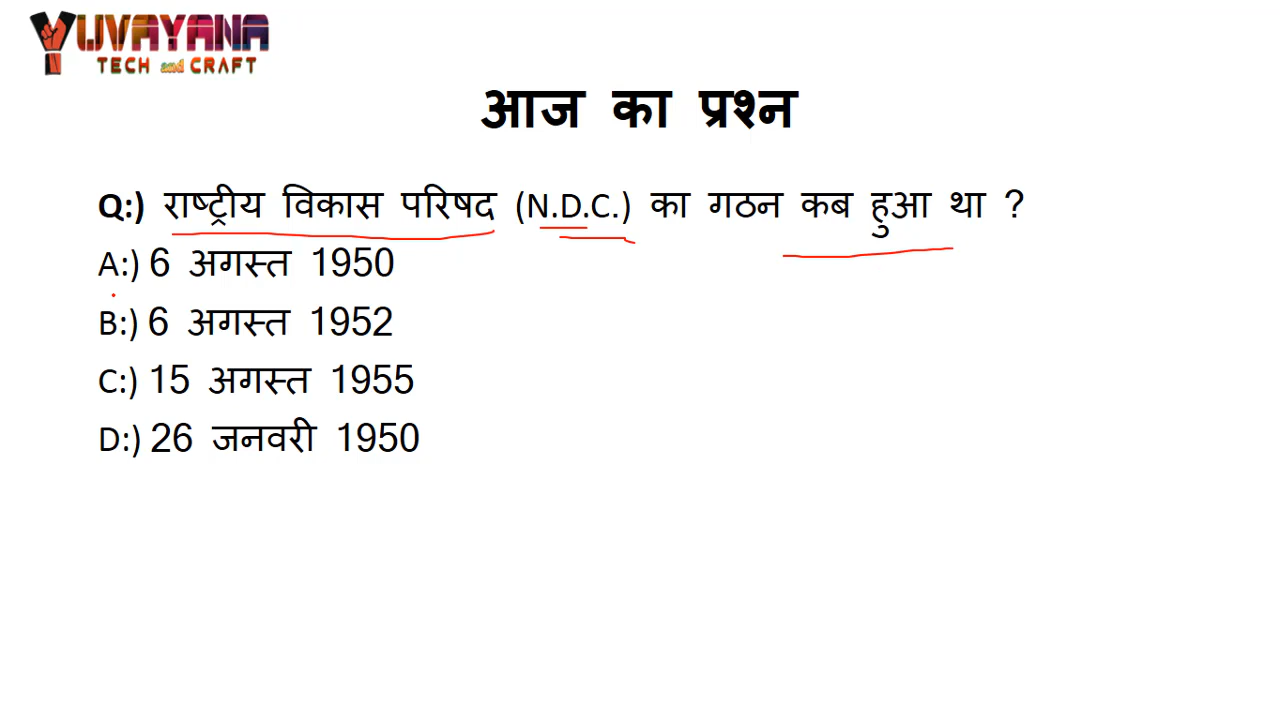 YUVAYANA
TECH and CRAFT
आज का प्रश्न
Q:) राष्ट्रीय विकास परिषद (N.D.C.) का गठन कब हुआ था ?
A:) 6 अगस्त 1950
B:) 6 अगस्त 1952
C:) 15 अगस्त 1955
D:) 26 जनवरी 1950